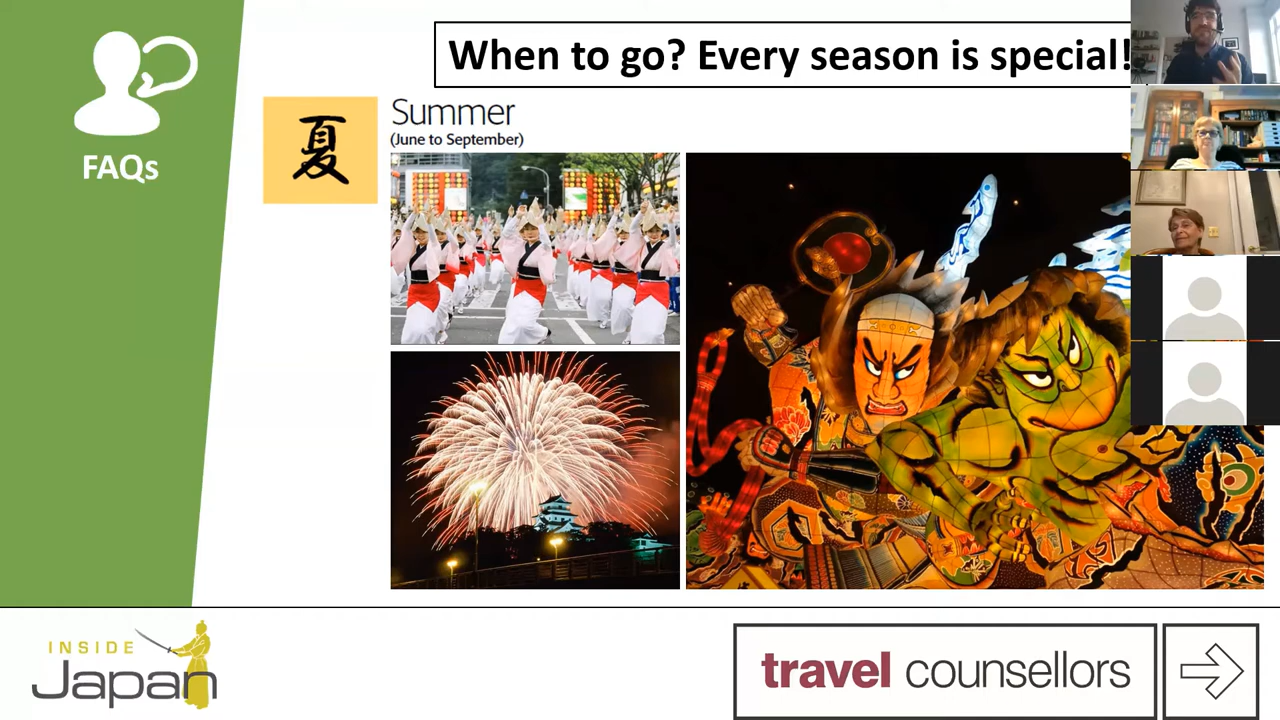 When to go? Every season is special!
FAQs
夏
Summer
(June to September)
INSIDE
Japan
travel counsellors